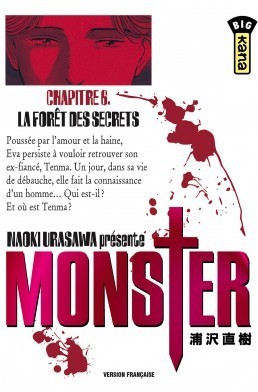 BIG
kana
CHAPITRE 6.
LA FORÊT DES SECRETS
Poussée par l'amour et la haine,
Eva persiste à vouloir retrouver son
ex-fiancé, Tenma. Un jour, dans sa vie
de débauche, elle fait la connaissance
d'un homme... Qui est-il?
Et où est Tenma?
NAOKI URASAWA présente
MONSTER
浦沢直樹
VERSION FRANÇAISE